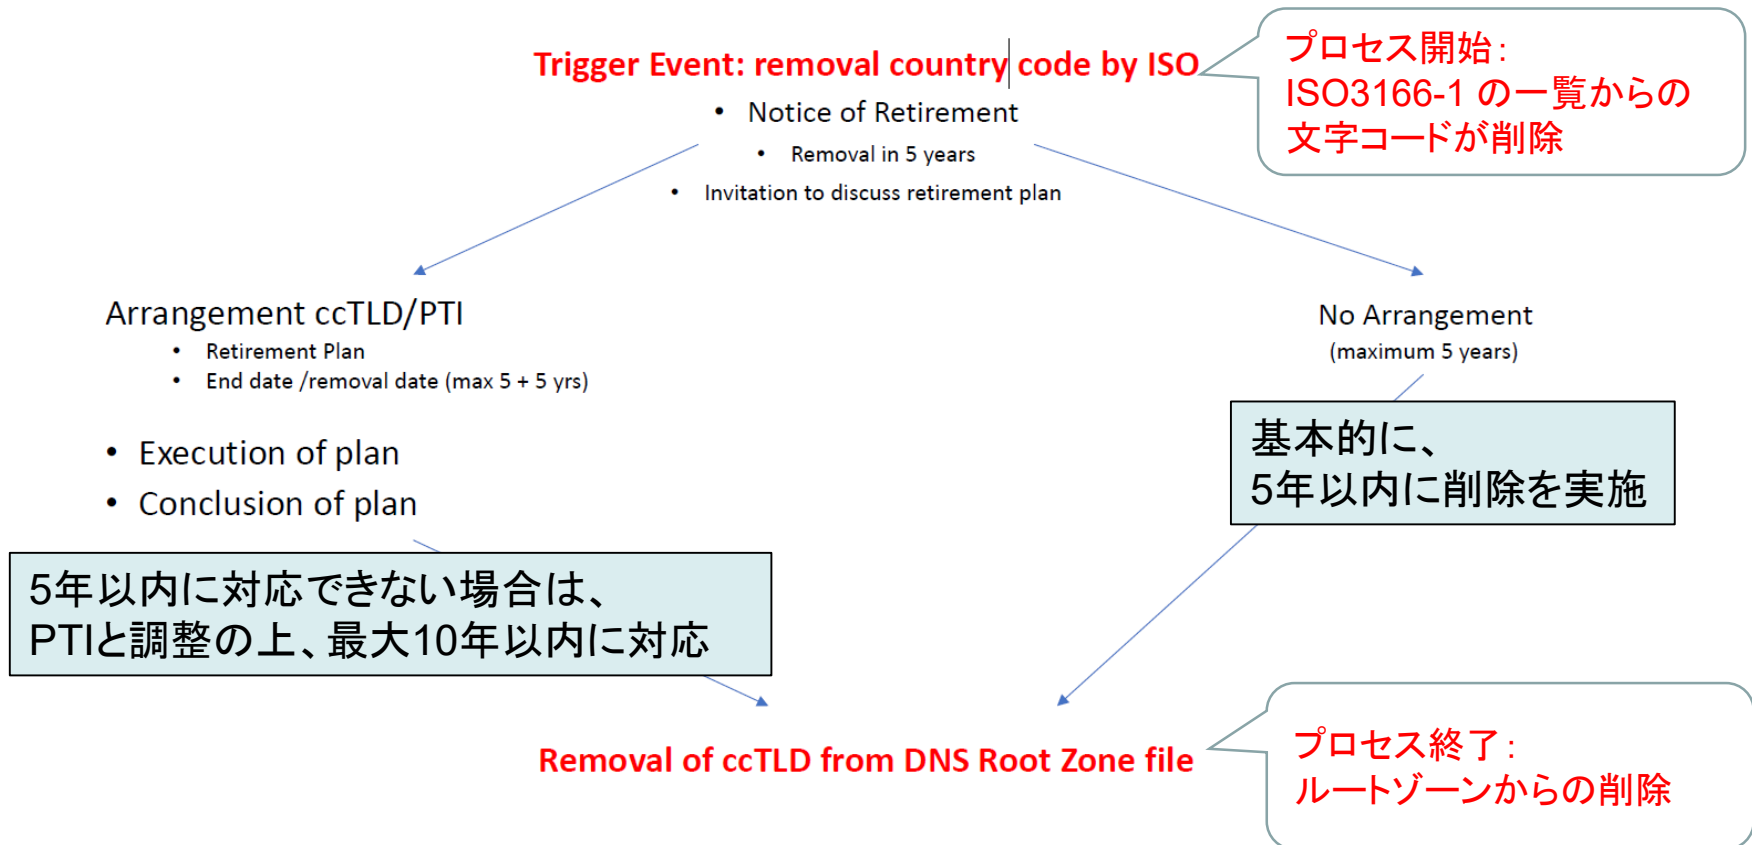 Trigger Event: removal country code by ISO
• Notice of Retirement
• Removal in 5 years
• Invitation to discuss retirement plan
プロセス開始：
ISO3166-1 の一覧からの
文字コードが削除
Arrangement ccTLD/PTI
• Retirement Plan
• End date /removal date (max 5 + 5 yrs)
• Execution of plan
• Conclusion of plan
No Arrangement
(maximum 5 years)
基本的に、
5年以内に削除を実施
5年以内に対応できない場合は、
PTIと調整の上、最大10年以内に対応
Removal of ccTLD from DNS Root Zone file
プロセス終了：
ルートゾーンからの削除